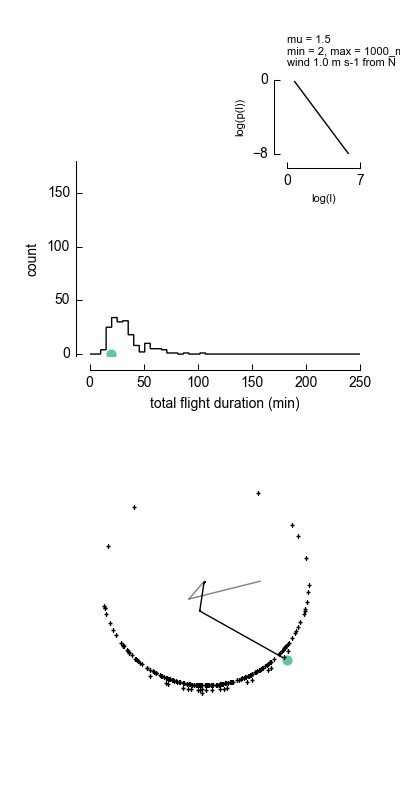 mu = 1.5
min = 2, max = 1000_m
wind 1.0 m s-1 from N
0
log(p(l))
−8
0
7
log(l)
150
100
50
0
count
0
50
100
150
200
250
total flight duration (min)